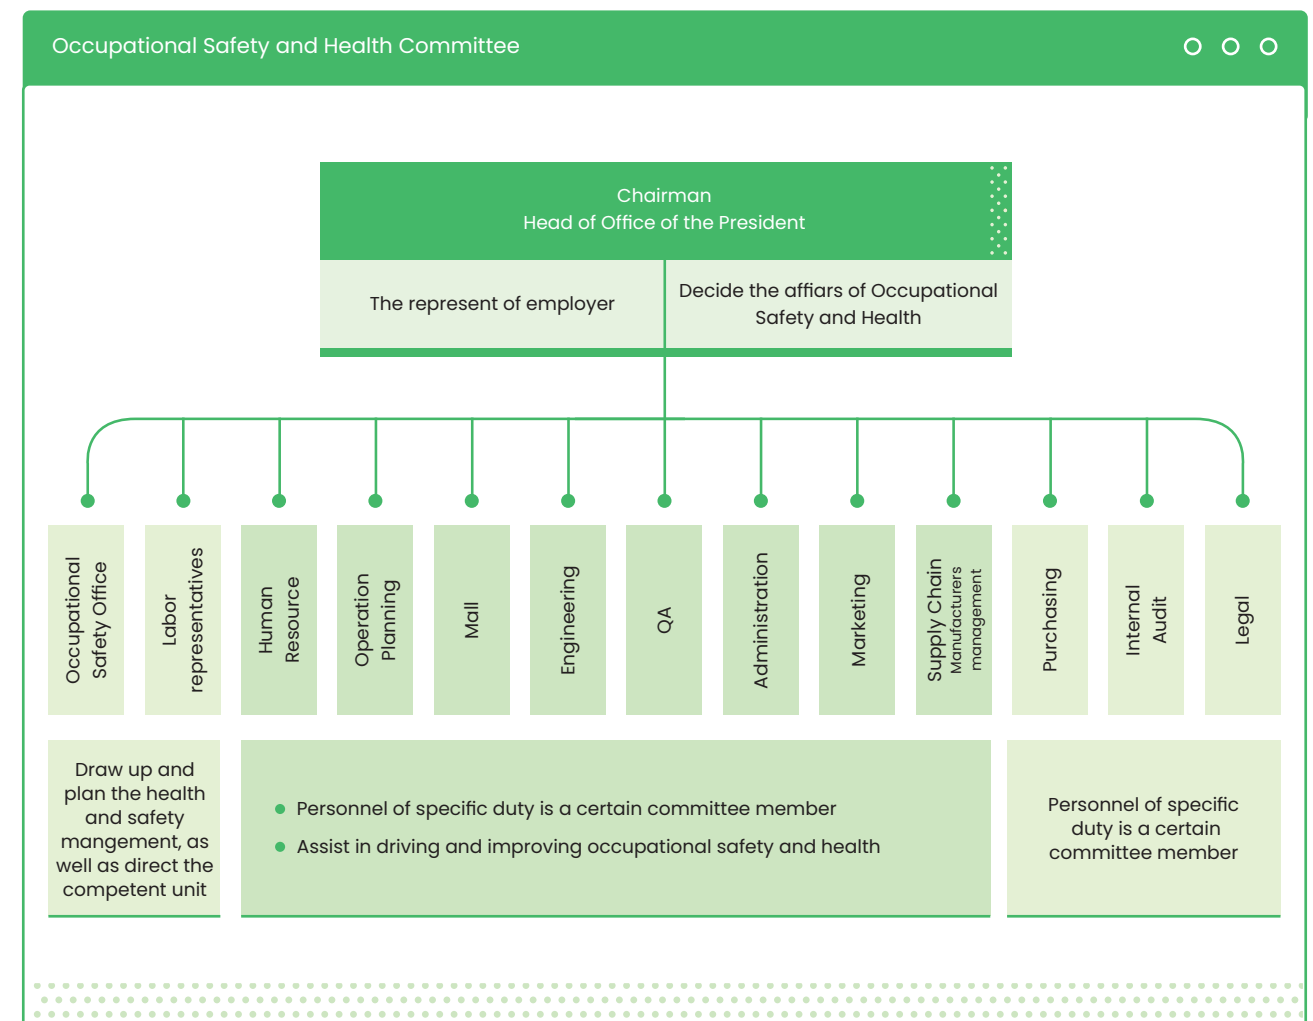 Occupational Safety and Health Committee
Chairman
Head of Office of the President
The represent of employer
Decide the affiars of Occupational
Safety and Health
Occupational
Safety Office
Labor
representatives
Human
Resource
Operation
Planning
Mall
Engineering
QA
Administration
Marketing
Supply Chain
Manufacturers
management
Purchasing
Internal
Audit
Legal
Draw up and
plan the health
and safety
mangement, as
well as direct the
competent unit
Personnel of specific duty is a certain committee member
Assist in driving and improving occupational safety and health
Personnel of specific
duty is a certain
committee member